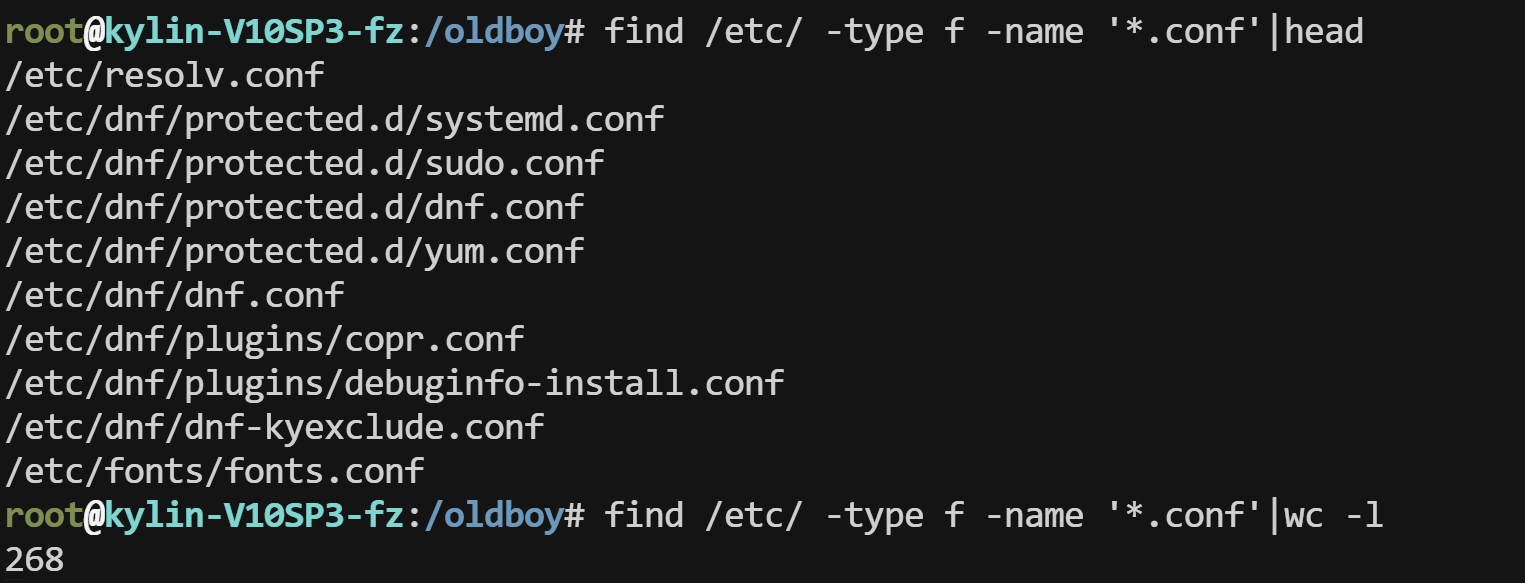 root@kylin-V10SP3-fz:/oldboy# find /etc/ -type f -name '*.conf'|head
/etc/resolv.conf
/etc/dnf/protected.d/systemd.conf
/etc/dnf/protected.d/sudo.conf
/etc/dnf/protected.d/dnf.conf
/etc/dnf/protected.d/yum.conf
/etc/dnf/dnf.conf
/etc/dnf/plugins/copr.conf
/etc/dnf/plugins/debuginfo-install.conf
/etc/dnf/dnf-kyexclude.conf
/etc/fonts/fonts.conf
root@kylin-V10SP3-fz:/oldboy# find /etc/ -type f -name '*.conf'|wc -l
268